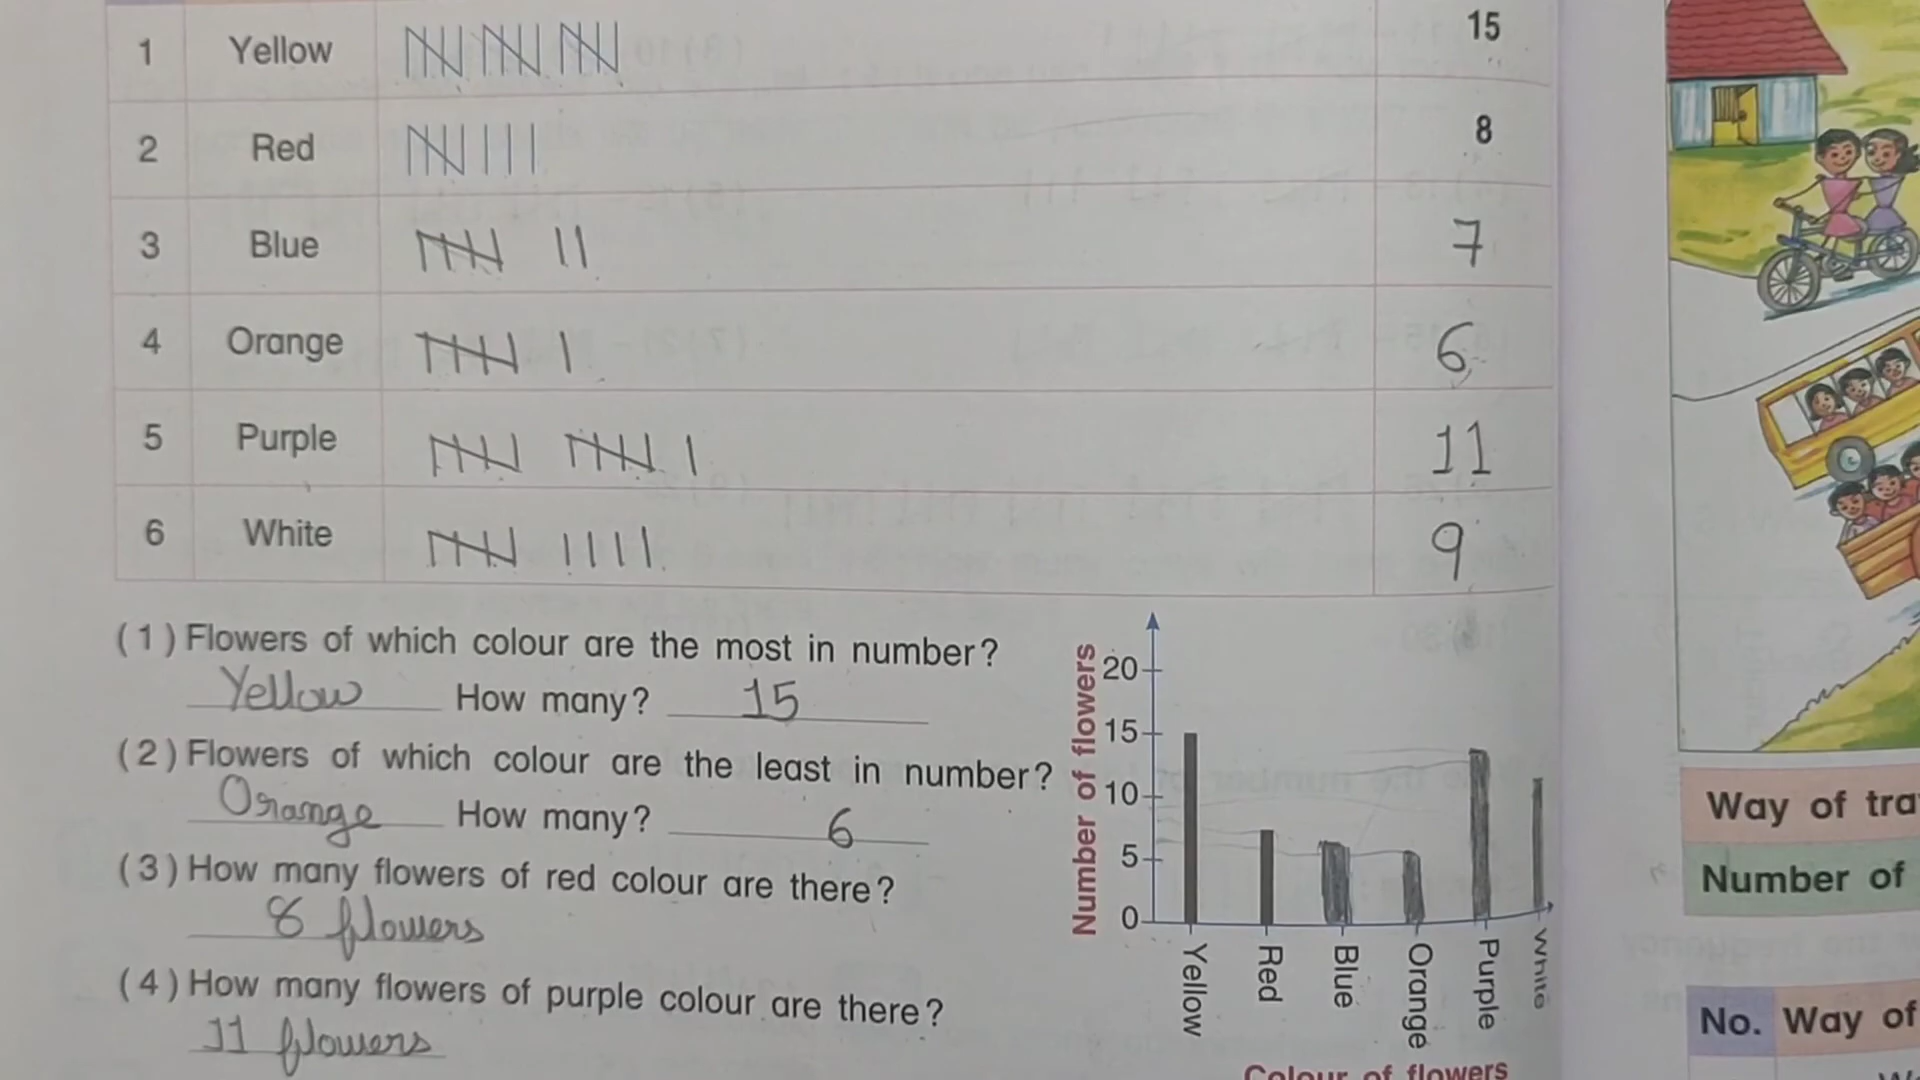 1 Yellow 15
2 Red 8
3 Blue 7
4 Orange 6
5 Purple 11
6 White 9
(1) Flowers of which colour are the most in number?
Yellow How many? 15
(2) Flowers of which colour are the least in number?
Orange How many? 6
(3) How many flowers of red colour are there?
8 flowers
(4) How many flowers of purple colour are there?
11 flowers
Number of flowers
20
15
10
5
0
Yellow Red Blue Orange Purple White
Colour of flowers
Way of tra
Number of
No. Way of